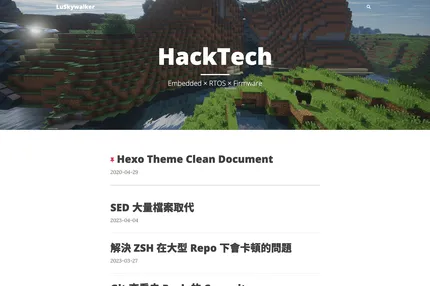 LuSkywalker
HackTech
Embedded × RTOS × Firmware
Hexo Theme Clean Document
2020-04-29
SED 大量檔案取代
2023-04-04
解決 ZSH 在大型 Repo 下會卡頓的問題
2023-03-27